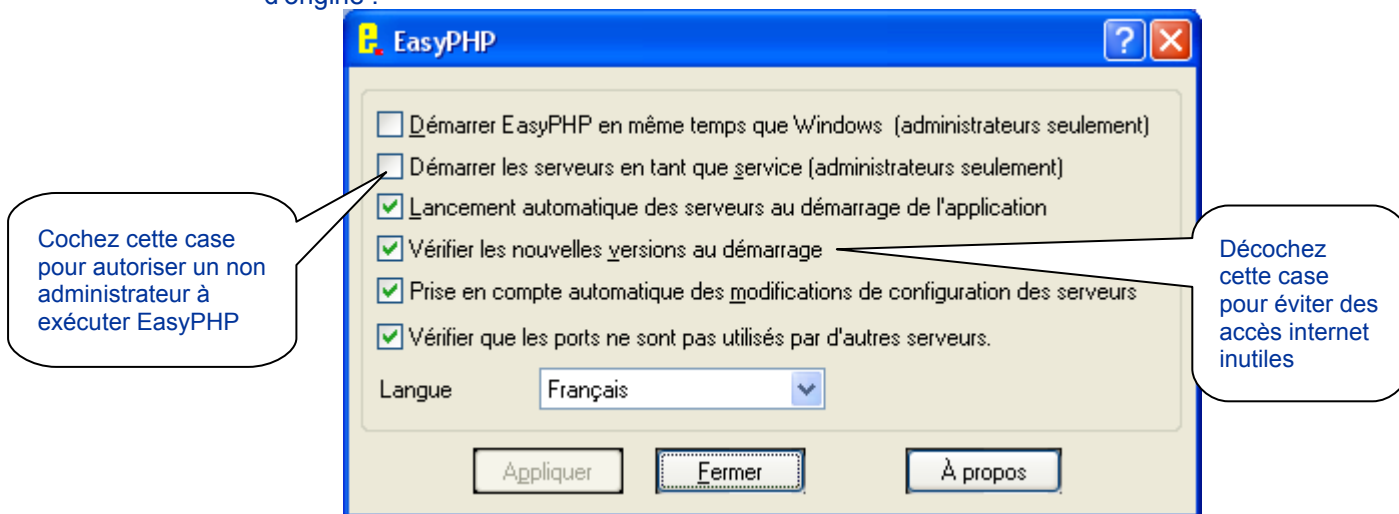 d'origine :
EasyPHP
Démarrer EasyPHP en même temps que Windows (administrateurs seulement)
Démarrer les serveurs en tant que service (administrateurs seulement)
Lancement automatique des serveurs au démarrage de l'application
Vérifier les nouvelles versions au démarrage
Prise en compte automatique des modifications de configuration des serveurs
Vérifier que les ports ne sont pas utilisés par d'autres serveurs.
Langue Français
Appliquer Fermer À propos
Cochez cette case
pour autoriser un non
administrateur à
exécuter EasyPHP
Décochez
cette case
pour éviter des
accès internet
inutiles